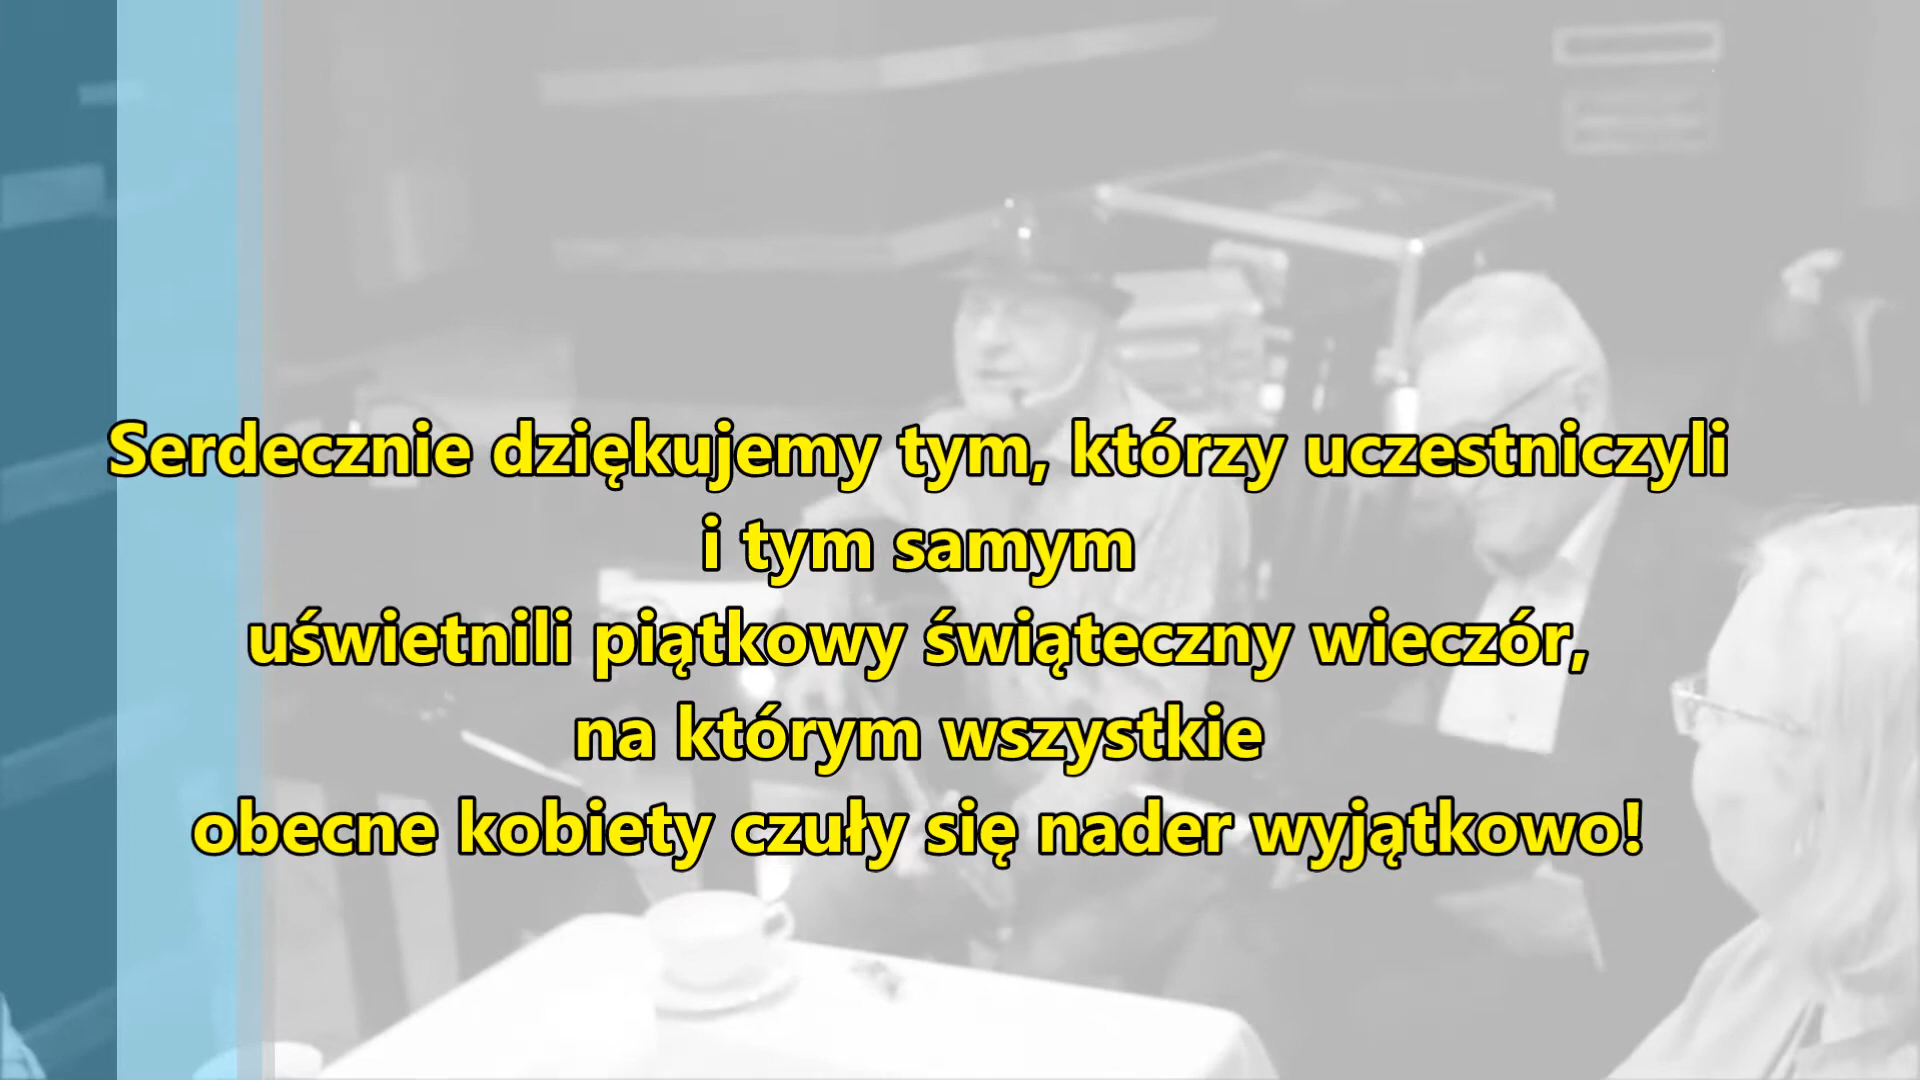 Serdecznie dziękujemy tym, którzy uczestniczyli
i tym samym
uświetnili piątkowy świąteczny wieczór,
na którym wszystkie
obecne kobiety czuły się nader wyjątkowo!